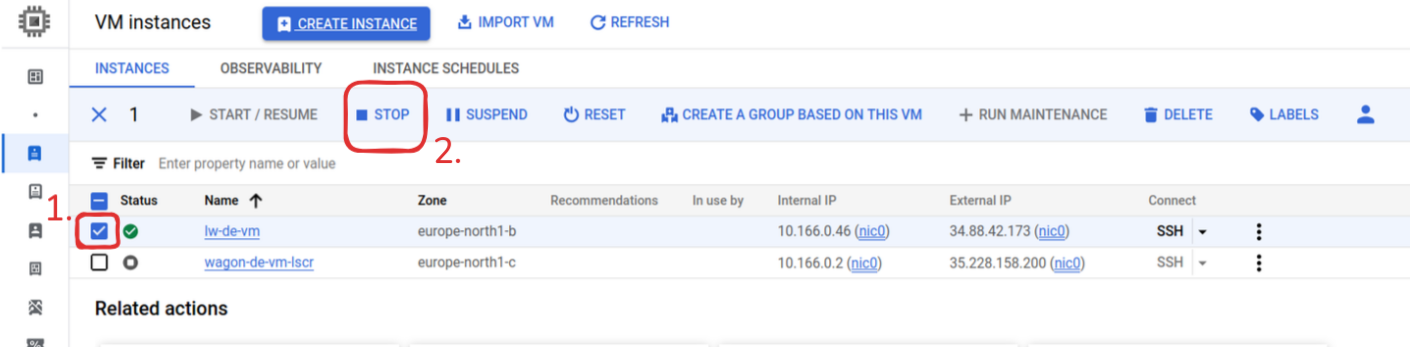 VM instances CREATE INSTANCE IMPORT VM REFRESH
INSTANCES OBSERVABILITY INSTANCE SCHEDULES
1 START / RESUME STOP SUSPEND RESET CREATE A GROUP BASED ON THIS VM RUN MAINTENANCE DELETE LABELS
2.
Filter Enter property name or value
Status Name Zone Recommendations In use by Internal IP External IP Connect
1.
lw-de-vm europe-north1-b 10.166.0.46 (nic0) 34.88.42.173 (nic0) SSH
wagon-de-vm-lscr europe-north1-c 10.166.0.2 (nic0) 35.228.158.200 (nic0) SSH
Related actions